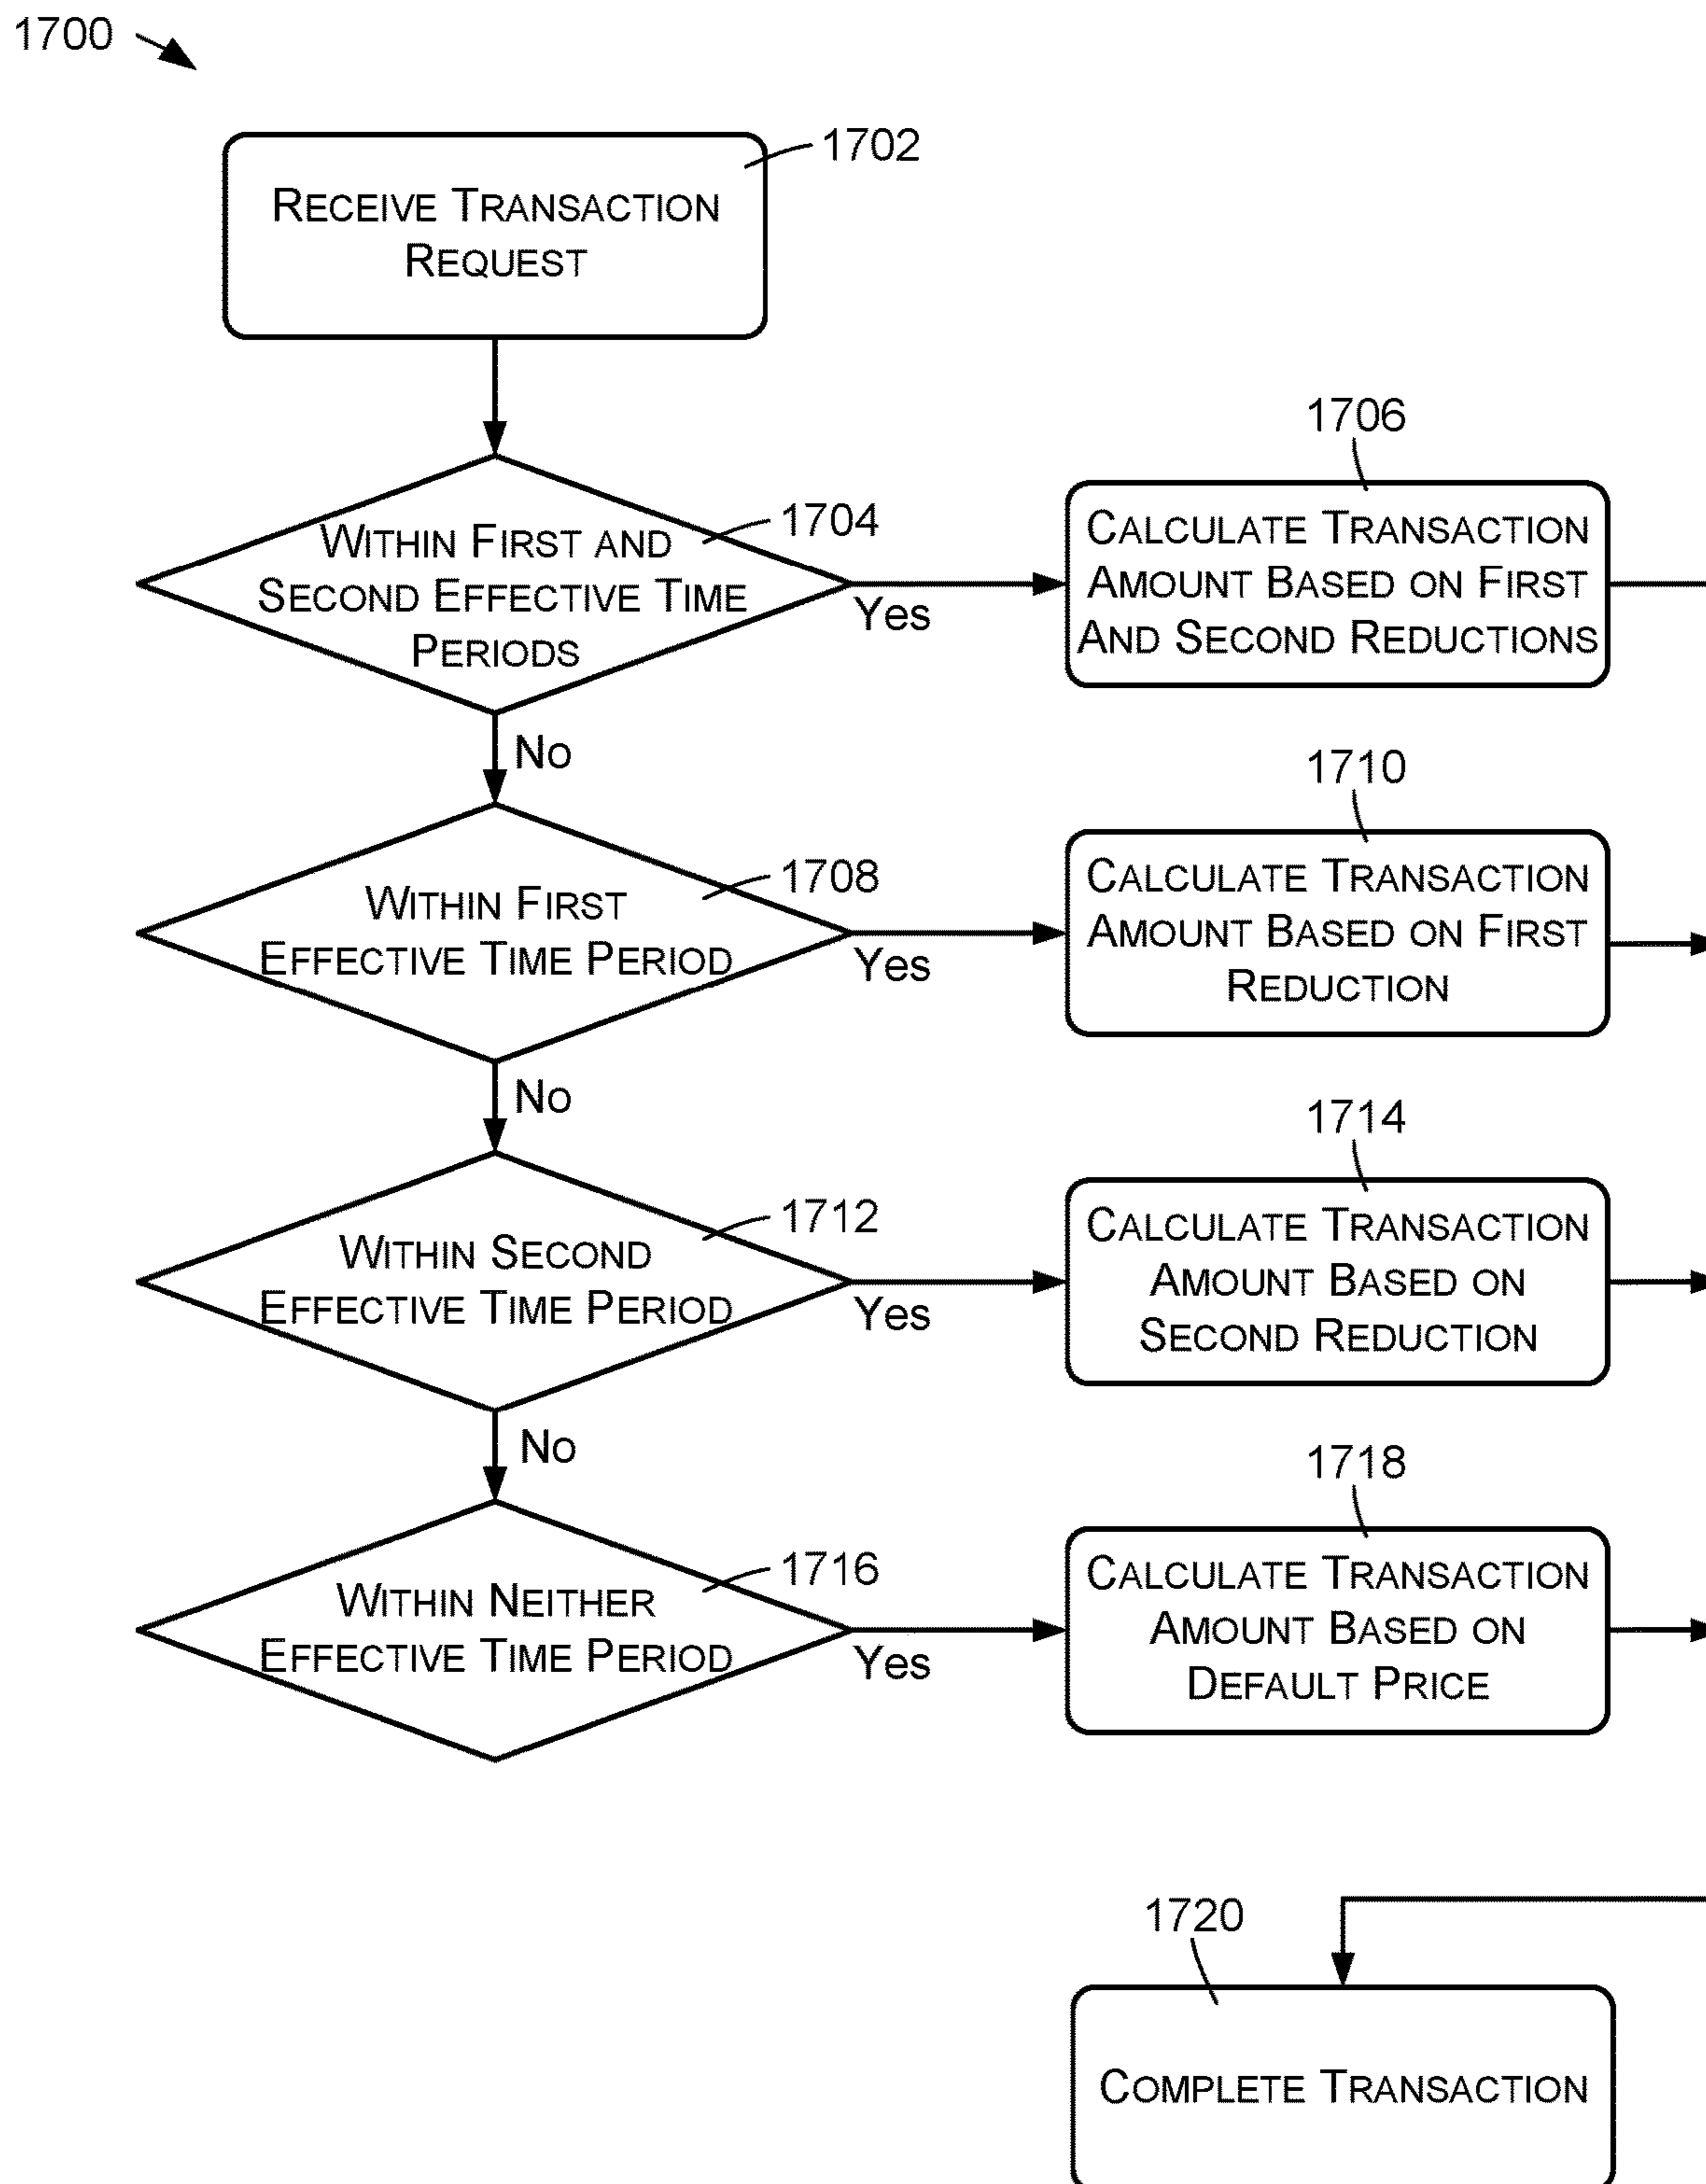 1700
1702
RECEIVE TRANSACTION
REQUEST
1704
WITHIN FIRST AND
SECOND EFFECTIVE TIME
PERIODS
Yes
1706
CALCULATE TRANSACTION
AMOUNT BASED ON FIRST
AND SECOND REDUCTIONS
No
1708
WITHIN FIRST
EFFECTIVE TIME PERIOD
Yes
1710
CALCULATE TRANSACTION
AMOUNT BASED ON FIRST
REDUCTION
No
1712
WITHIN SECOND
EFFECTIVE TIME PERIOD
Yes
1714
CALCULATE TRANSACTION
AMOUNT BASED ON
SECOND REDUCTION
No
1716
WITHIN NEITHER
EFFECTIVE TIME PERIOD
Yes
1718
CALCULATE TRANSACTION
AMOUNT BASED ON
DEFAULT PRICE
1720
COMPLETE TRANSACTION